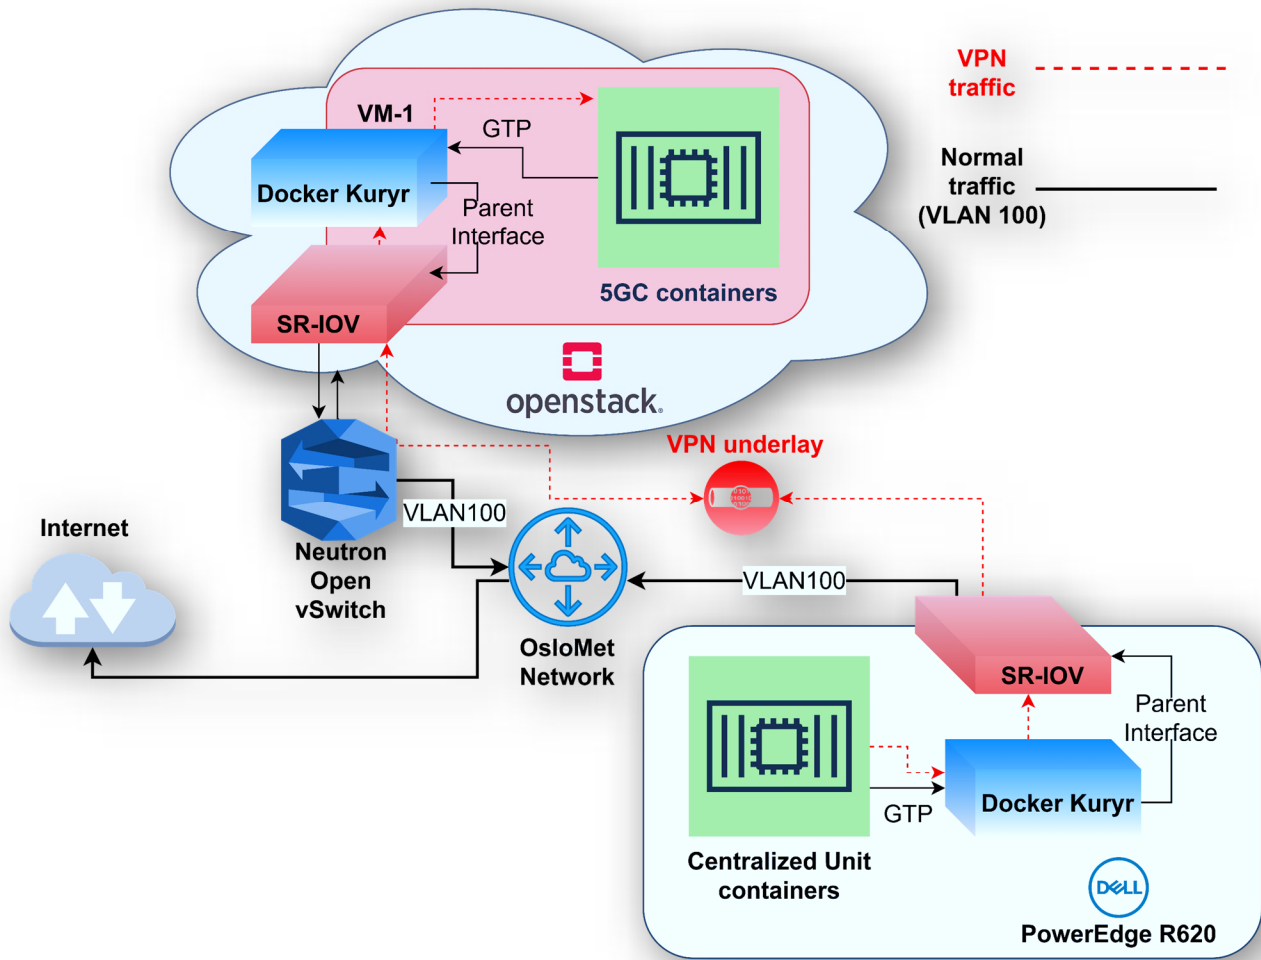 VPN
traffic
Normal
traffic
(VLAN 100)
VM-1
GTP
Docker Kuryr
Parent
Interface
5GC containers
SR-IOV
openstack.
VPN underlay
VLAN100
Internet
Neutron
Open
vSwitch
VLAN100
OsloMet
Network
SR-IOV
Parent
Interface
Docker Kuryr
GTP
Centralized Unit
containers
DELL
PowerEdge R620